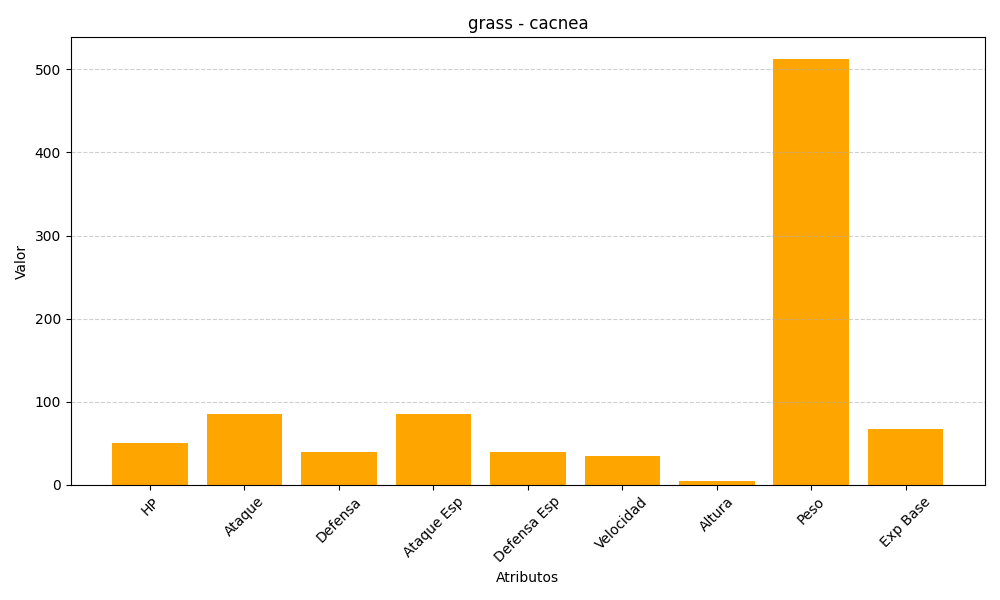 grass - cacnea
Valor
500
400
300
200
100
0
HP
Ataque
Defensa
Ataque Esp
Defensa Esp
Velocidad
Altura
Peso
Exp Base
Atributos